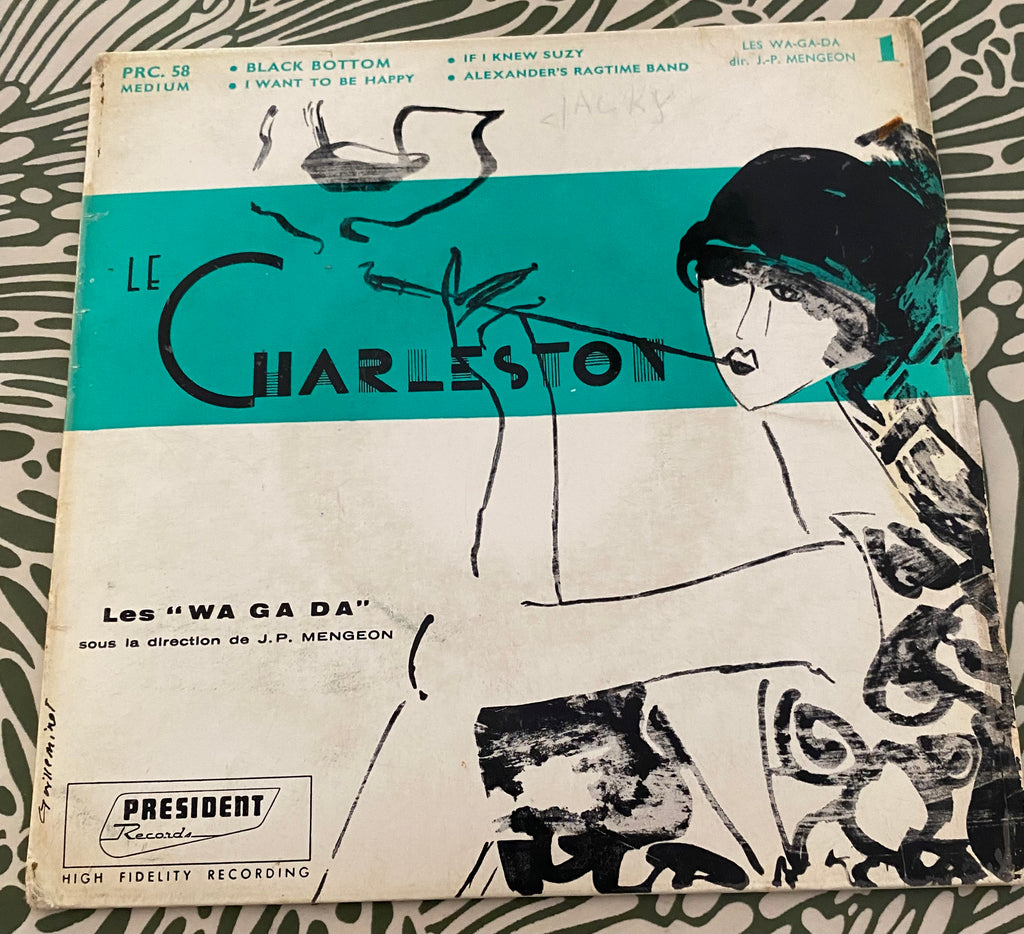 PRC. 58
MEDIUM
• BLACK BOTTOM
• I WANT TO BE HAPPY
• IF I KNEW SUZY
• ALEXANDER'S RAGTIME BAND
LES WA-GA-DA
dir. J.-P. MENGEON
1
JACKY
LE
CHARLESTON
Les "WA GA DA"
sous la direction de J.P. MENGEON
Guilleminot
PRESIDENT
Records
HIGH FIDELITY RECORDING